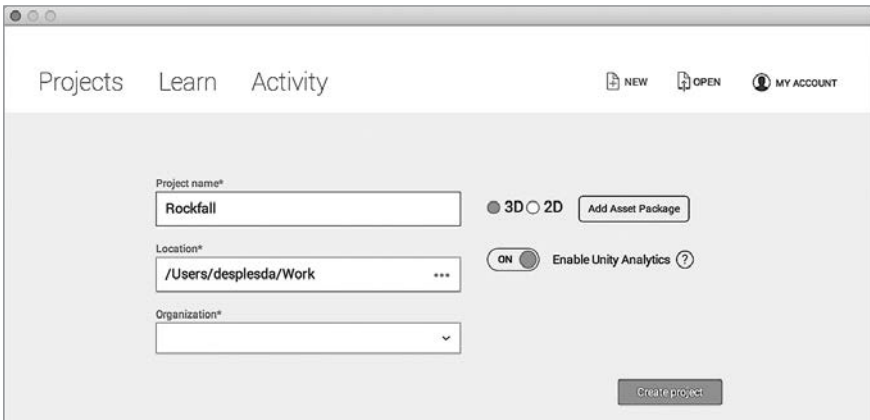 Projects Learn Activity NEW OPEN MY ACCOUNT
Project name*
Rockfall
3D 2D Add Asset Package
Location*
/Users/desplesda/Work •••
ON Enable Unity Analytics ?
Organization*
Create project